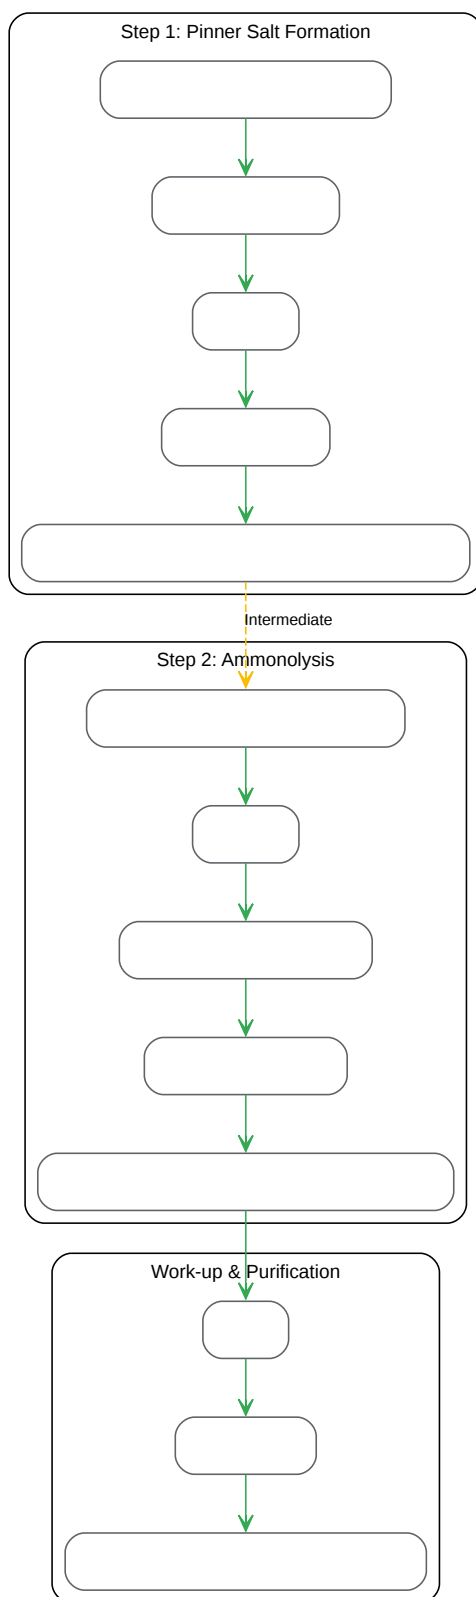 Step 1: Pinner Salt Formation
Intermediate
Step 2: Ammonolysis
Work-up & Purification